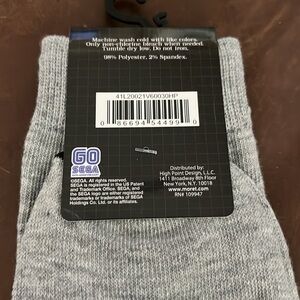 Machine wash cold with like colors.
Only non-chlorine bleach when needed.
Tumble dry low. Do not iron.
98% Polyester, 2% Spandex.
41L20021V60030HP
0 86694 54499 0
GO
SEGA
©SEGA. All rights reserved.
SEGA is registered in the US Patent
and Trademark Office. SEGA, and
the SEGA logo are either registered
trademarks or trademarks of SEGA
Holdings Co. Ltd. or its affiliates.
Distributed by:
High Point Design, L.L.C.
1411 Broadway 8th Floor
New York, N.Y. 10018
www.moret.com
RN# 109947